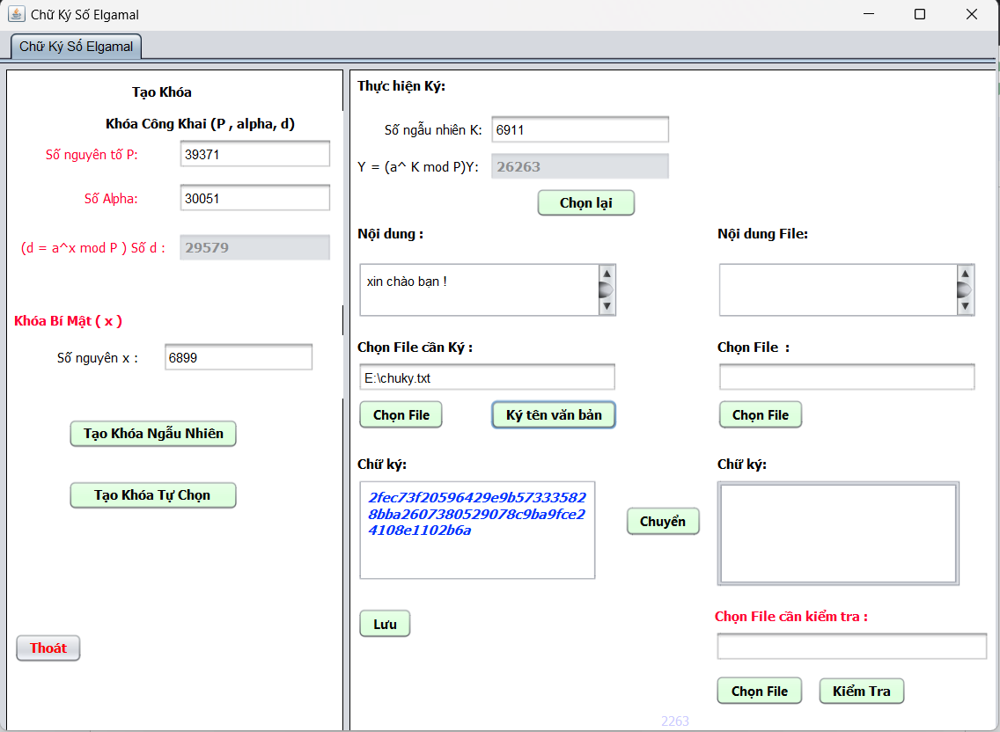 Chữ Ký Số Elgamal
Chữ Ký Số Elgamal
Tạo Khóa
Khóa Công Khai (P , alpha, d)
Số nguyên tố P: 39371
Số Alpha: 30051
(d = a^x mod P ) Số d : 29579
Khóa Bí Mật ( x )
Số nguyên x : 6899
Tạo Khóa Ngẫu Nhiên
Tạo Khóa Tự Chọn
Thoát
Thực hiện Ký:
Số ngẫu nhiên K: 6911
Y = (a^ K mod P)Y: 26263
Chọn lại
Nội dung :
xin chào bạn !
Chọn File cần Ký :
E:\chuky.txt
Chọn File Ký tên văn bản
Chữ ký:
2fec73f20596429e9b57333582
8bba2607380529078c9ba9fce2
4108e1102b6a
Chuyển
Lưu
Nội dung File:
Chọn File :
Chọn File
Chữ ký:
Chọn File cần kiểm tra :
Chọn File Kiểm Tra
2263